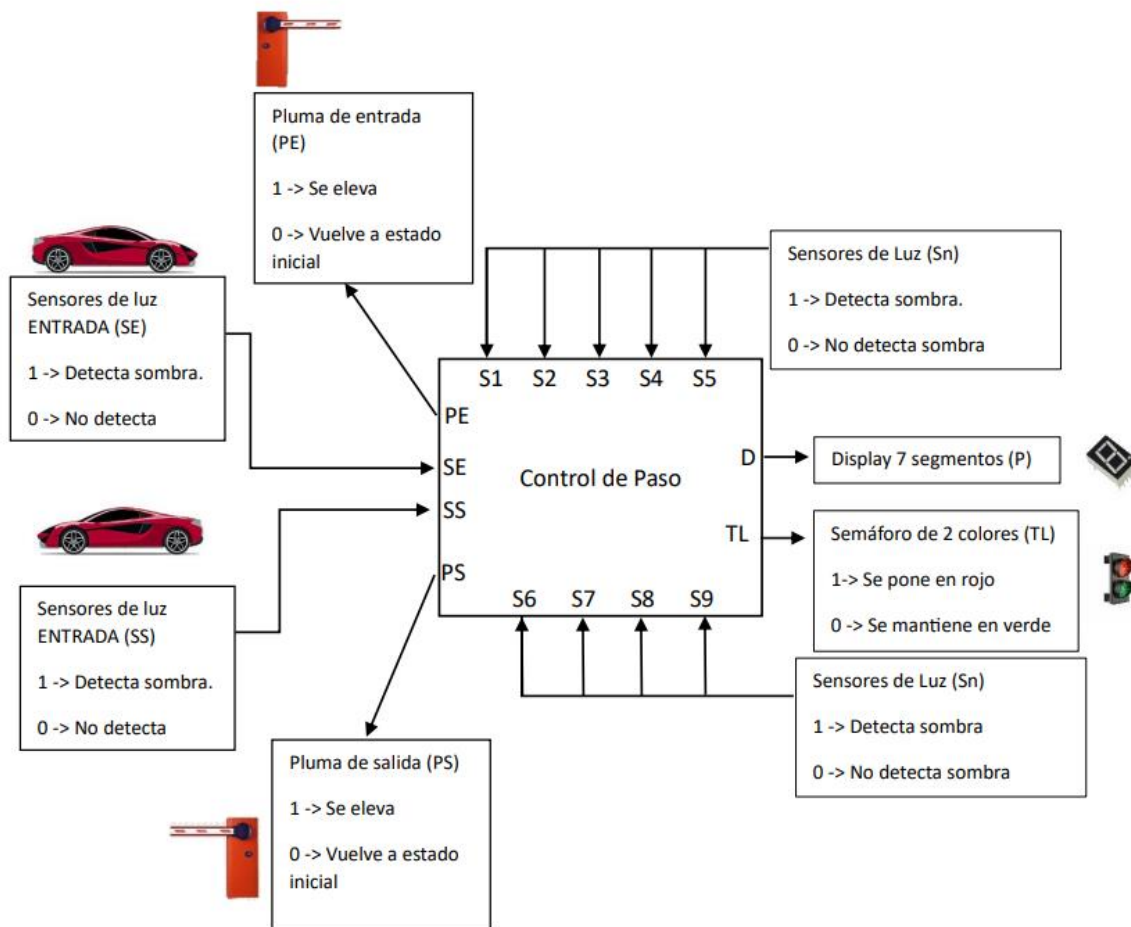 Pluma de entrada
(PE)
1 -> Se eleva
0 -> Vuelve a estado
inicial
Sensores de luz
ENTRADA (SE)
1 -> Detecta sombra.
0 -> No detecta
Sensores de Luz (Sn)
1 -> Detecta sombra.
0 -> No detecta sombra
S1 S2 S3 S4 S5
PE
SE
SS
PS
Control de Paso
D
TL
S6 S7 S8 S9
Display 7 segmentos (P)
Semáforo de 2 colores (TL)
1-> Se pone en rojo
0 -> Se mantiene en verde
Sensores de luz
ENTRADA (SS)
1 -> Detecta sombra.
0 -> No detecta
Sensores de Luz (Sn)
1 -> Detecta sombra
0 -> No detecta sombra
Pluma de salida (PS)
1 -> Se eleva
0 -> Vuelve a estado
inicial